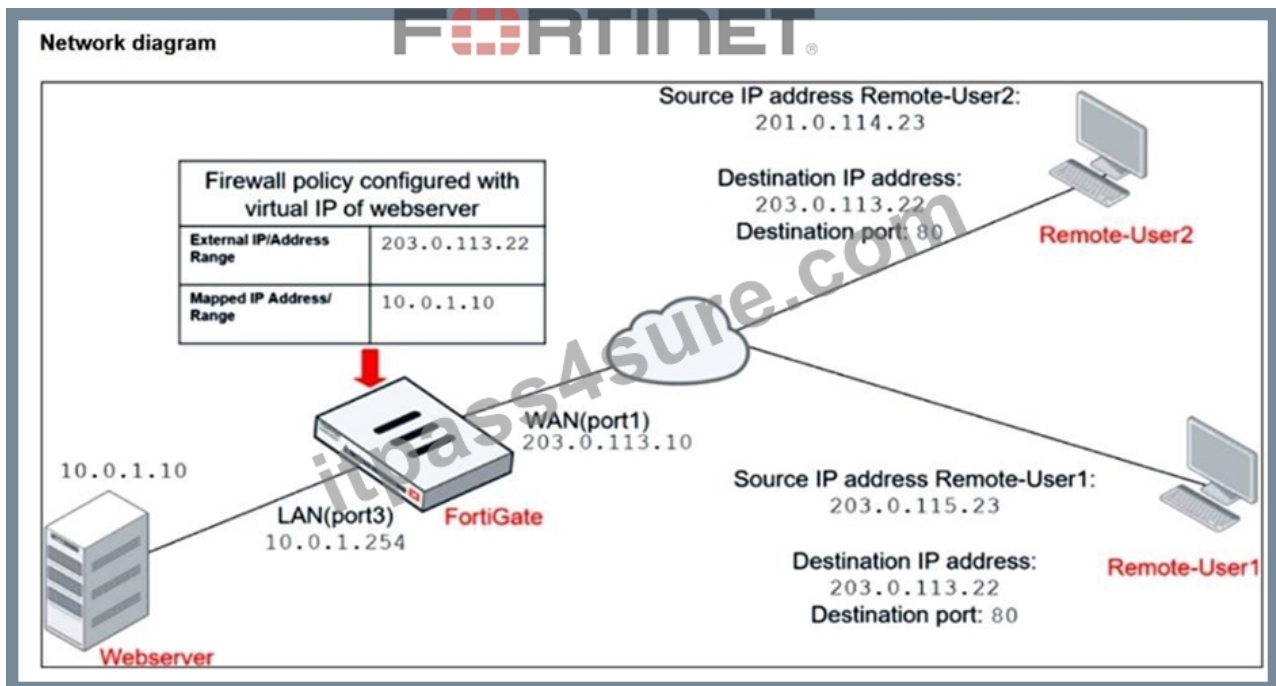 FORTINET®
Network diagram
Source IP address Remote-User2:
201.0.114.23
Destination IP address:
203.0.113.22
Destination port: 80
Remote-User2
Firewall policy configured with
virtual IP of webserver
External IP/Address
Range
203.0.113.22
Mapped IP Address/
Range
10.0.1.10
WAN(port1)
203.0.113.10
10.0.1.10
LAN(port3)
10.0.1.254
FortiGate
Webserver
Source IP address Remote-User1:
203.0.115.23
Destination IP address:
203.0.113.22
Destination port: 80
Remote-User1
itpass4sure.com